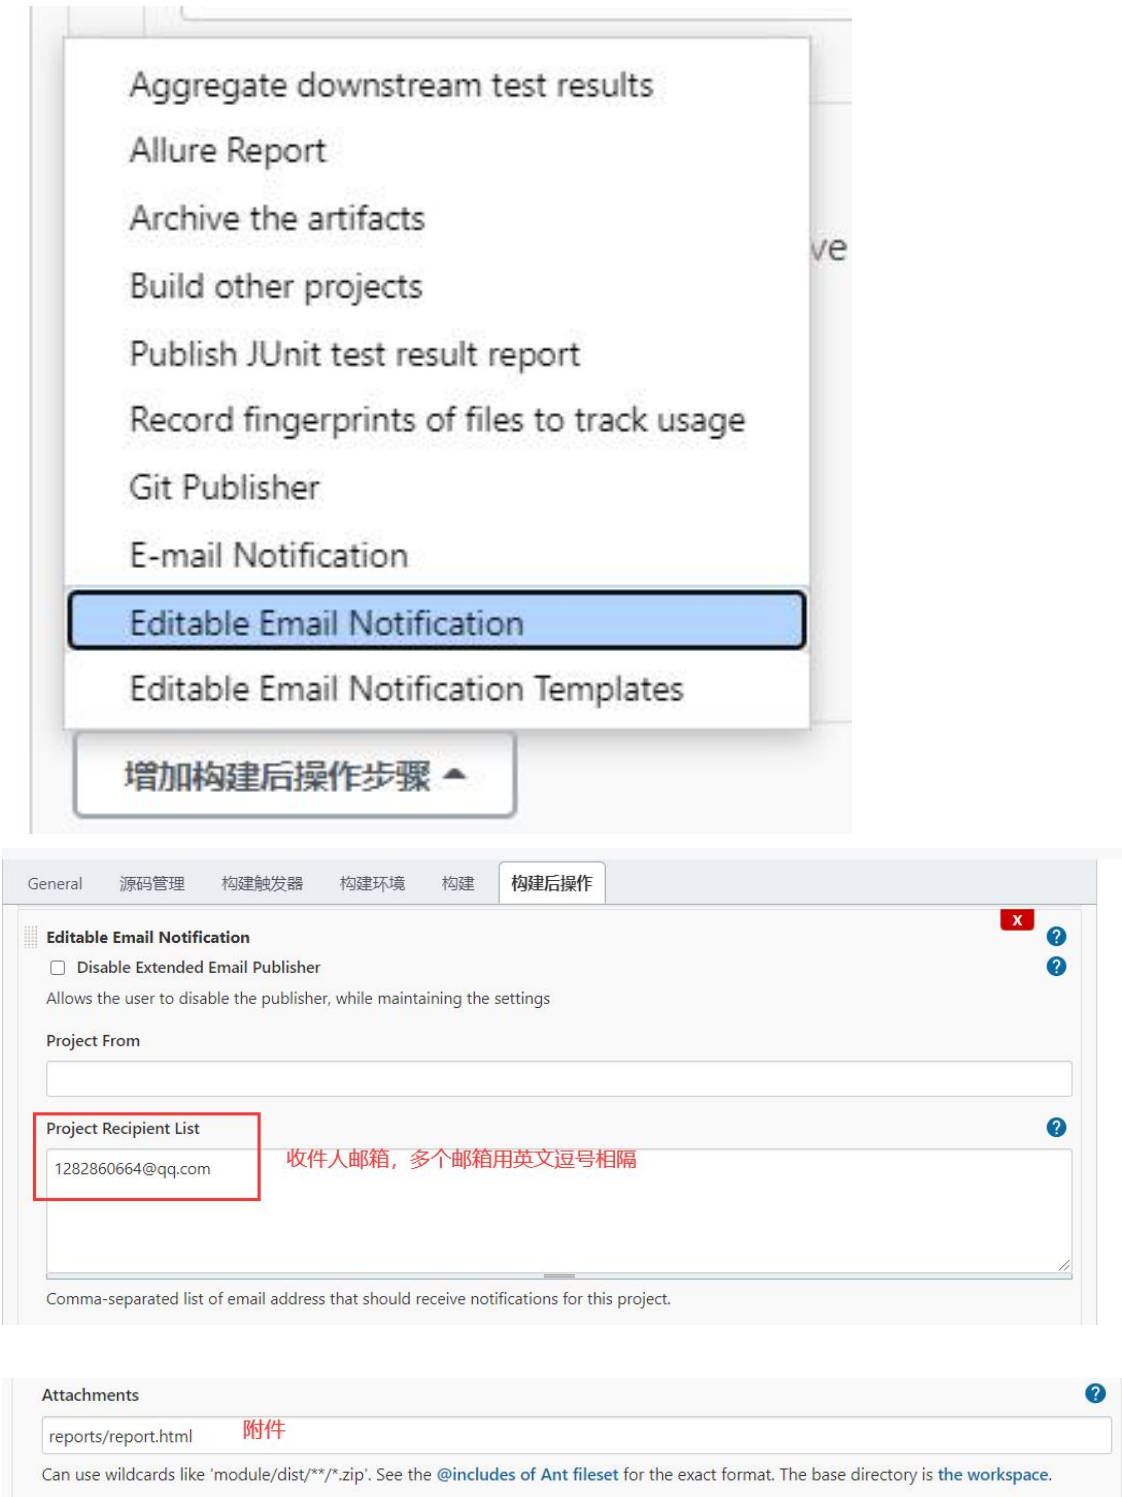 Aggregate downstream test results
Allure Report
Archive the artifacts
ve
Build other projects
Publish JUnit test result report
Record fingerprints of files to track usage
Git Publisher
E-mail Notification
Editable Email Notification
Editable Email Notification Templates
增加构建后操作步骤
General 源码管理 构建触发器 构建环境 构建 构建后操作
X
Editable Email Notification ?
Disable Extended Email Publisher ?
Allows the user to disable the publisher, while maintaining the settings
Project From
Project Recipient List ?
1282860664@qq.com 收件人邮箱，多个邮箱用英文逗号相隔
Comma-separated list of email address that should receive notifications for this project.
Attachments ?
reports/report.html 附件
Can use wildcards like 'module/dist/**/*.zip'. See the @includes of Ant fileset for the exact format. The base directory is the workspace.